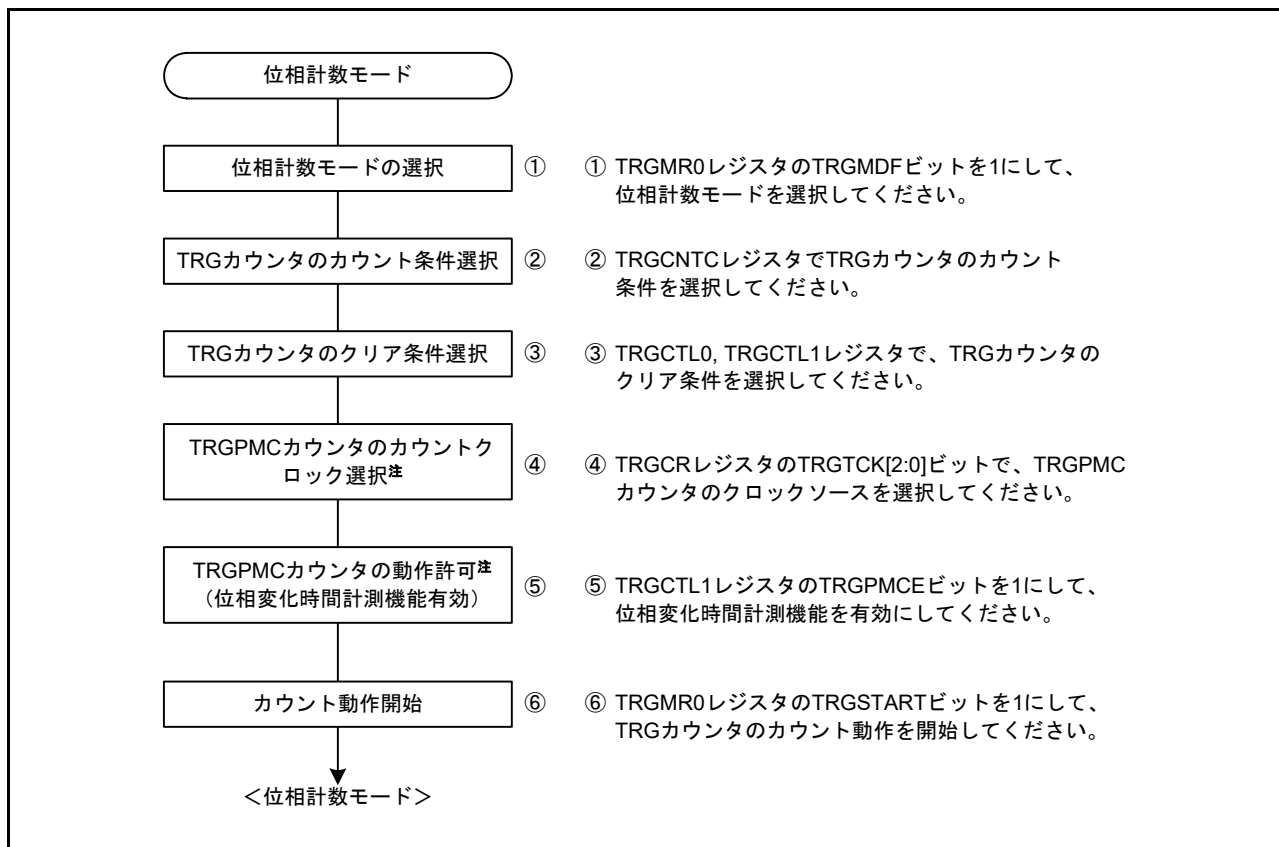 位相計数モード
位相計数モードの選択
①
① TRGMR0レジスタのTRGMDFビットを1にして、
位相計数モードを選択してください。
TRGカウンタのカウント条件選択
②
② TRGCNTCレジスタでTRGカウンタのカウント
条件を選択してください。
TRGカウンタのクリア条件選択
③
③ TRGCTL0, TRGCTL1レジスタで、TRGカウンタの
クリア条件を選択してください。
TRGPMCカウンタのカウントク
ロック選択注
④
④ TRGCRレジスタのTRGTCK[2:0]ビットで、TRGPMC
カウンタのクロックソースを選択してください。
TRGPMCカウンタの動作許可注
（位相変化時間計測機能有効）
⑤
⑤ TRGCTL1レジスタのTRGPMCEビットを1にして、
位相変化時間計測機能を有効にしてください。
カウント動作開始
⑥
⑥ TRGMR0レジスタのTRGSTARTビットを1にして、
TRGカウンタのカウント動作を開始してください。
＜位相計数モード＞